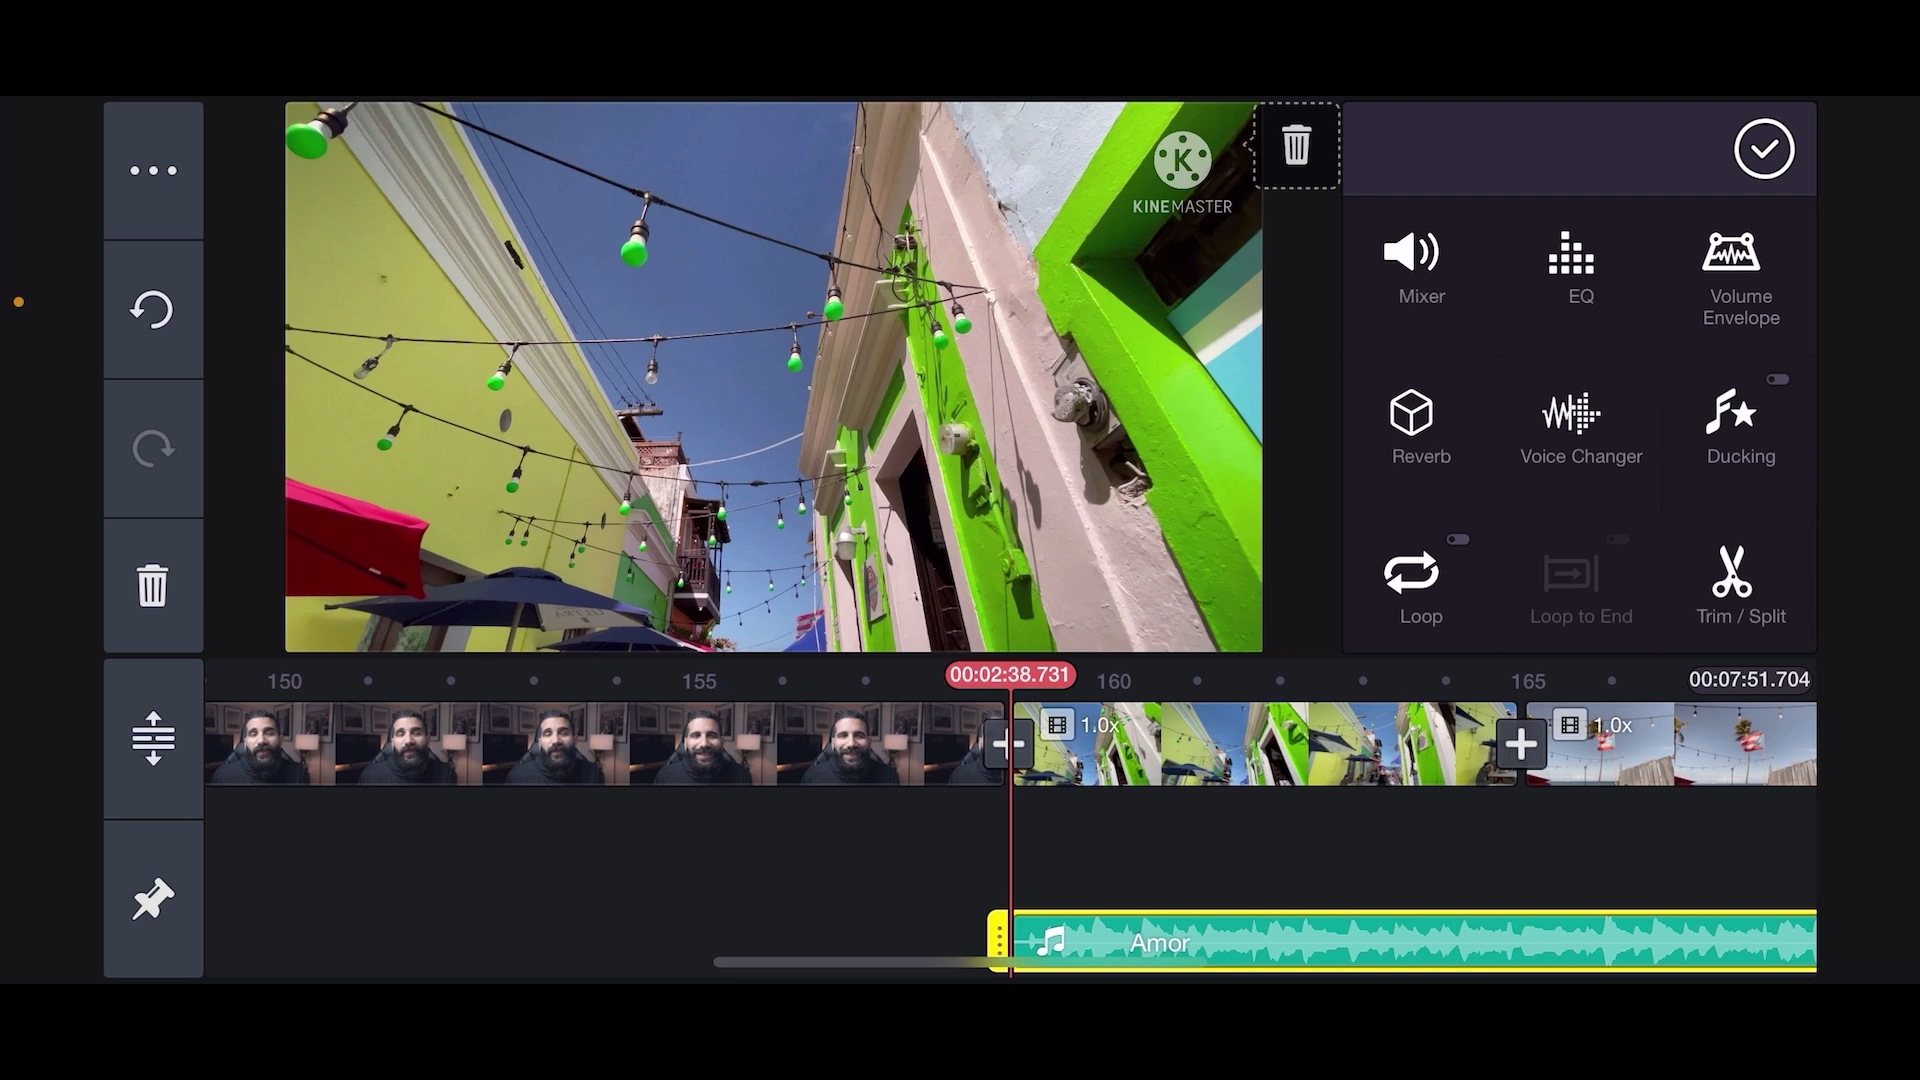 K
KINEMASTER
Mixer
EQ
Volume
Envelope
Reverb
Voice Changer
Ducking
Loop
Loop to End
Trim / Split
150
155
00:02:38.731
160
165
00:07:51.704
1.0x
1.0x
Amor